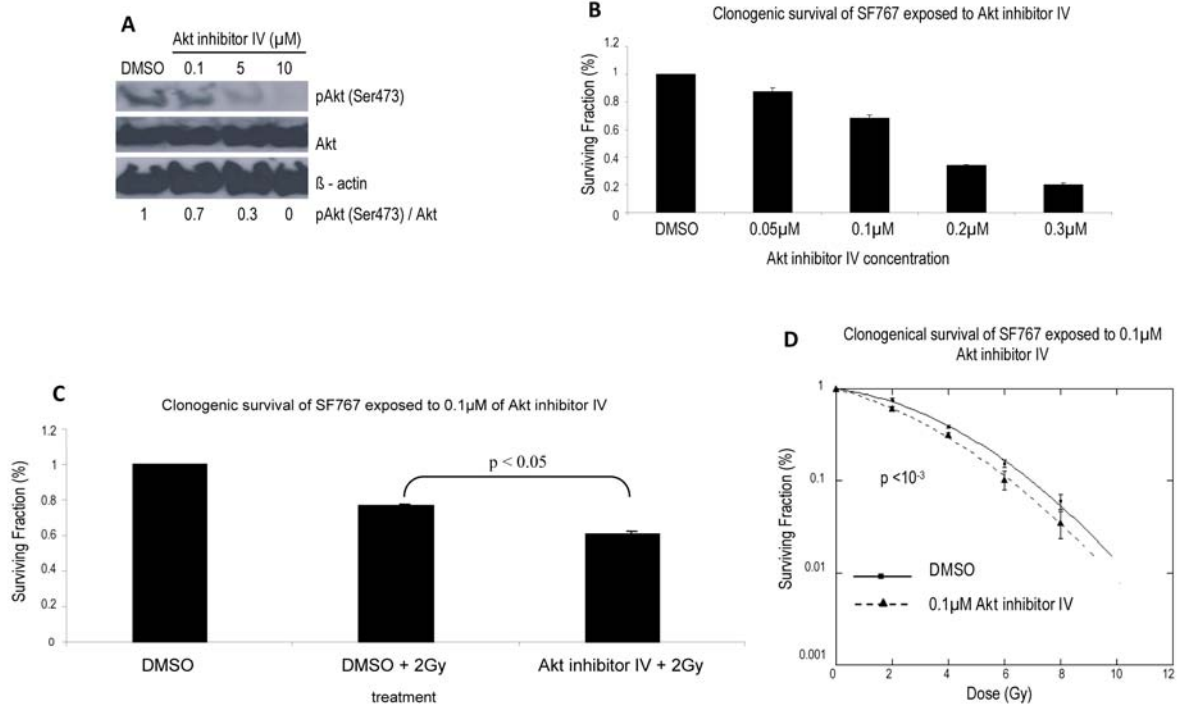 A
Akt inhibitor IV (µM)
DMSO 0.1 5 10
pAkt (Ser473)
Akt
ß - actin
1 0.7 0.3 0 pAkt (Ser473) / Akt
B
Clonogenic survival of SF767 exposed to Akt inhibitor IV
Surviving Fraction (%)
1.2
1
0.8
0.6
0.4
0.2
0
DMSO 0.05µM 0.1µM 0.2µM 0.3µM
Akt inhibitor IV concentration
C
Clonogenic survival of SF767 exposed to 0.1µM of Akt inhibitor IV
Surviving Fraction (%)
1.2
1
0.8
0.6
0.4
0.2
0
p < 0.05
DMSO DMSO + 2Gy Akt inhibitor IV + 2Gy
treatment
D
Clonogenical survival of SF767 exposed to 0.1µM
Akt inhibitor IV
Surviving Fraction (%)
1
0.1
0.01
0.001
p <10-3
DMSO
0.1µM Akt inhibitor IV
0 2 4 6 8 10 12
Dose (Gy)